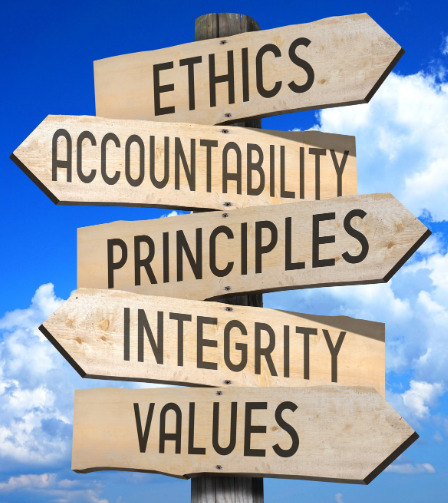 ETHICS
ACCOUNTABILITY
PRINCIPLES
INTEGRITY
VALUES